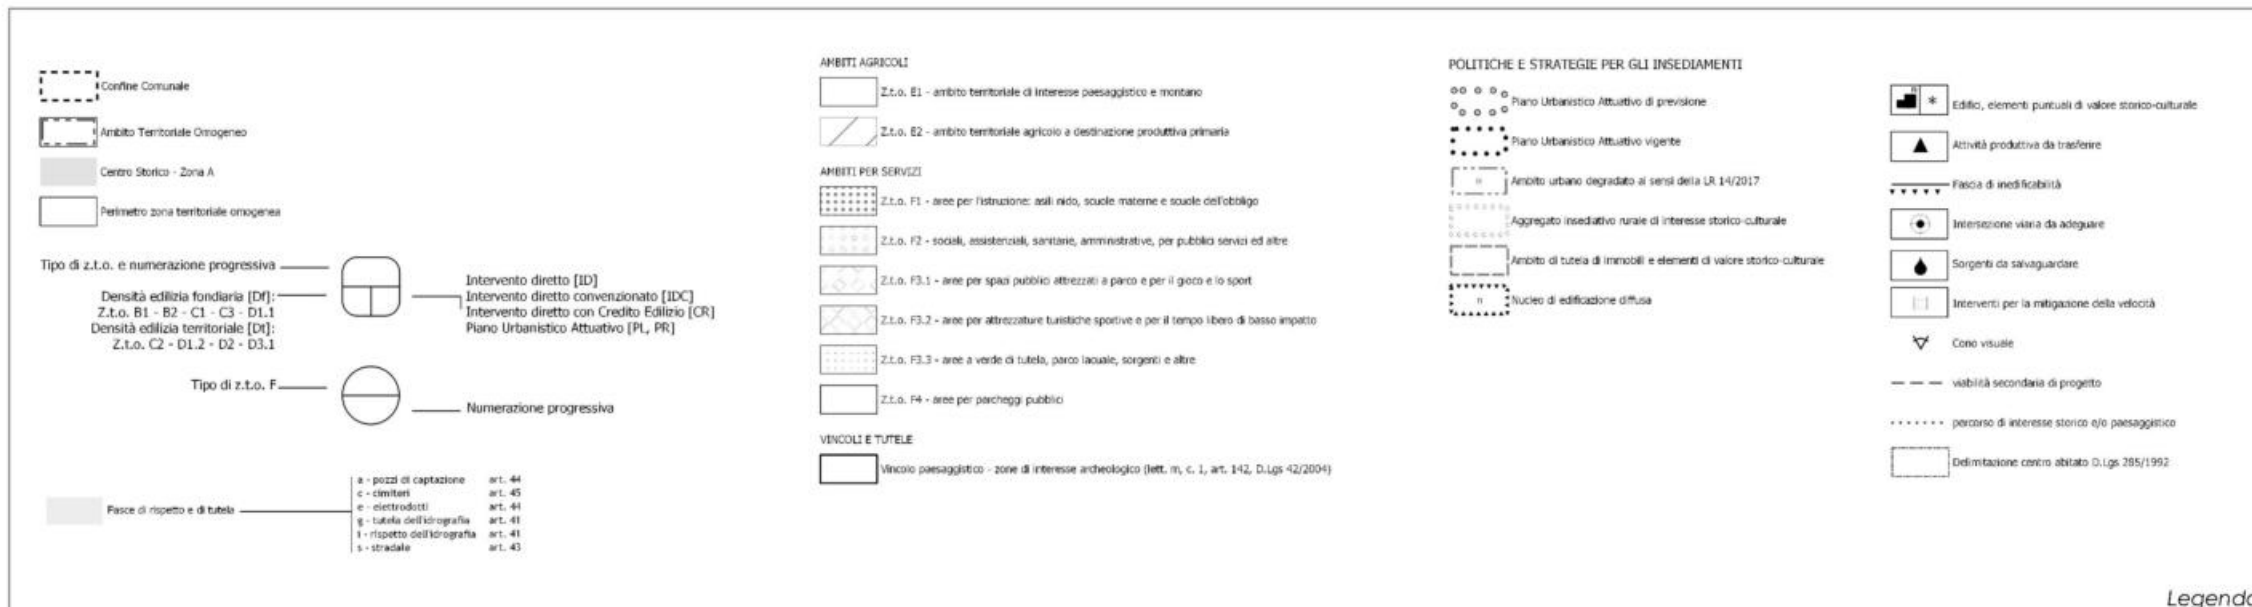 Confine Comunale
Ambito Territoriale Omogeneo
Centro Storico - Zona A
Perimetro zona territoriale omogenea
Tipo di z.t.o. e numerazione progressiva
Densità edilizia fondiaria [Df]:
Z.t.o. B1 - B2 - C1 - C3 - D1.1
Densità edilizia territoriale [Dt]:
Z.t.o. C2 - D1.2 - D2 - D3.1
Intervento diretto [ID]
Intervento diretto convenzionato [IDC]
Intervento diretto con Credito Edilizio [CR]
Piano Urbanistico Attuativo [PL, PR]
Tipo di z.t.o. F
Numerazione progressiva
Fasce di rispetto e di tutela
a - pozzi di captazione art. 44
c - cimiteri art. 45
e - elettrodotti art. 44
g - tutela dell'idrografia art. 41
i - rispetto dell'idrografia art. 41
s - stradale art. 43
AMBITI AGRICOLI
Z.t.o. E1 - ambito territoriale di interesse paesaggistico e montano
Z.t.o. E2 - ambito territoriale agricolo a destinazione produttiva primaria
AMBITI PER SERVIZI
Z.t.o. F1 - aree per l'istruzione: asili nido, scuole materne e scuole dell'obbligo
Z.t.o. F2 - sociali, assistenziali, sanitarie, amministrative, per pubblici servizi ed altre
Z.t.o. F3.1 - aree per spazi pubblici attrezzati a parco e per il gioco e lo sport
Z.t.o. F3.2 - aree per attrezzature turistiche sportive e per il tempo libero di basso impatto
Z.t.o. F3.3 - aree a verde di tutela, parco lacuale, sorgenti e altre
Z.t.o. F4 - aree per parcheggi pubblici
VINCOLI E TUTELE
Vincolo paesaggistico - zone di interesse archeologico (lett. m, c. 1, art. 142, D.Lgs 42/2004)
POLITICHE E STRATEGIE PER GLI INSEDIAMENTI
Piano Urbanistico Attuativo di previsione
Piano Urbanistico Attuativo vigente
n Ambito urbano degradato ai sensi della LR 14/2017
Aggregato insediativo rurale di interesse storico-culturale
Ambito di tutela di immobili e elementi di valore storico-culturale
n Nucleo di edificazione diffusa
n * Edifici, elementi puntuali di valore storico-culturale
Attività produttiva da trasferire
Fascia di inedificabilità
Intersezione viaria da adeguare
Sorgenti da salvaguardare
Interventi per la mitigazione della velocità
Cono visuale
viabilità secondaria di progetto
percorso di interesse storico e/o paesaggistico
Delimitazione centro abitato D.Lgs 285/1992
Legenda